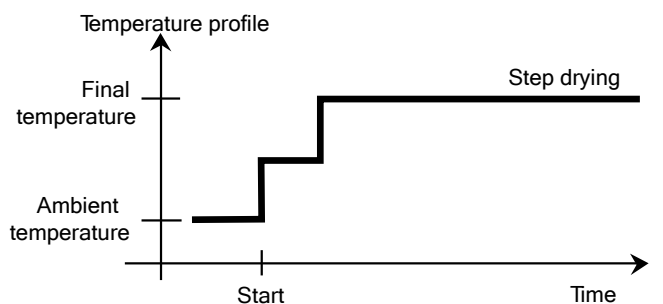 Temperature profile
Step drying
Final
temperature
Ambient
temperature
Start
Time